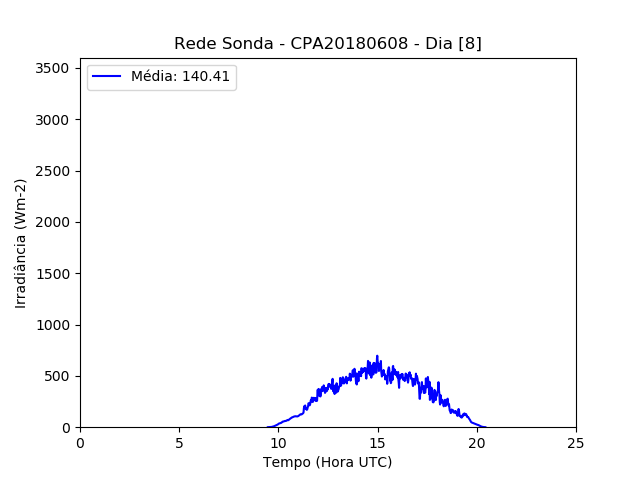 Rede Sonda - CPA20180608 - Dia [8]
Média: 140.41
3500
3000
2500
2000
1500
1000
500
0
Irradiância (Wm-2)
0 5 10 15 20 25
Tempo (Hora UTC)